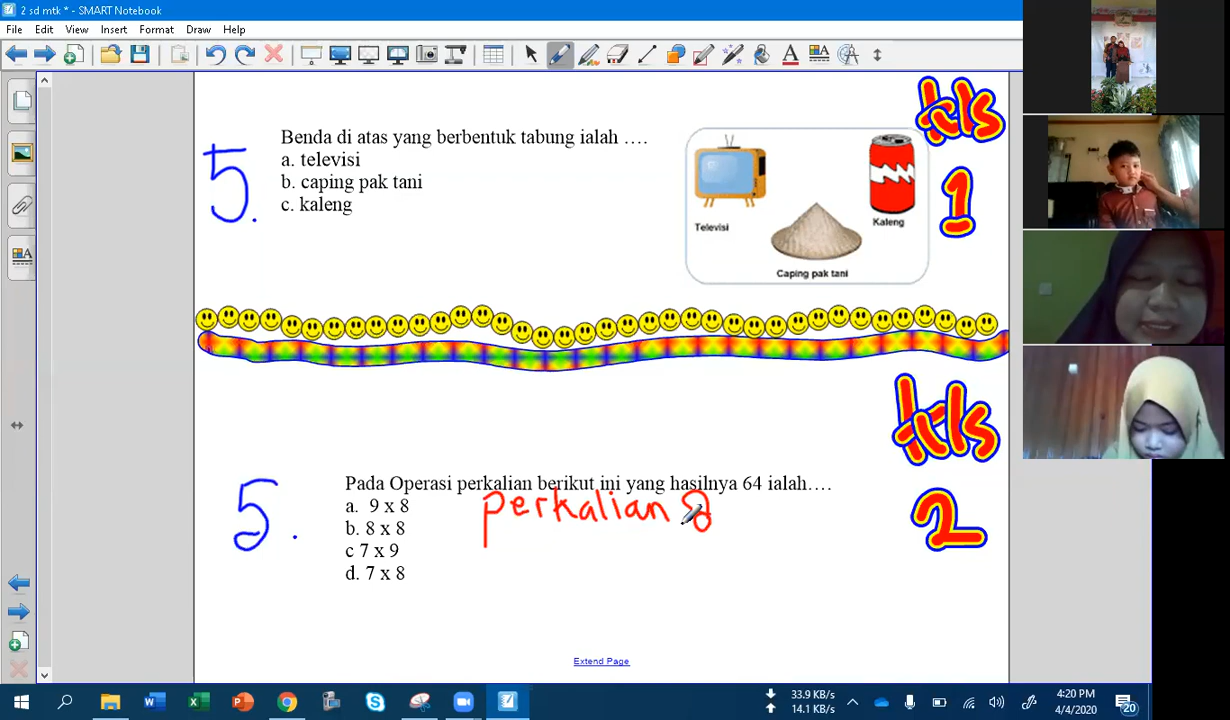 2 sd mtk * - SMART Notebook
File Edit View Insert Format Draw Help
kls
1
5.
Benda di atas yang berbentuk tabung ialah ....
a. televisi
b. caping pak tani
c. kaleng
Televisi
Kaleng
Caping pak tani
kls
2
5.
Pada Operasi perkalian berikut ini yang hasilnya 64 ialah....
a. 9 x 8
b. 8 x 8
c 7 x 9
d. 7 x 8
perkalian 8
Extend Page
33.9 KB/s
14.1 KB/s
4:20 PM
4/4/2020
20